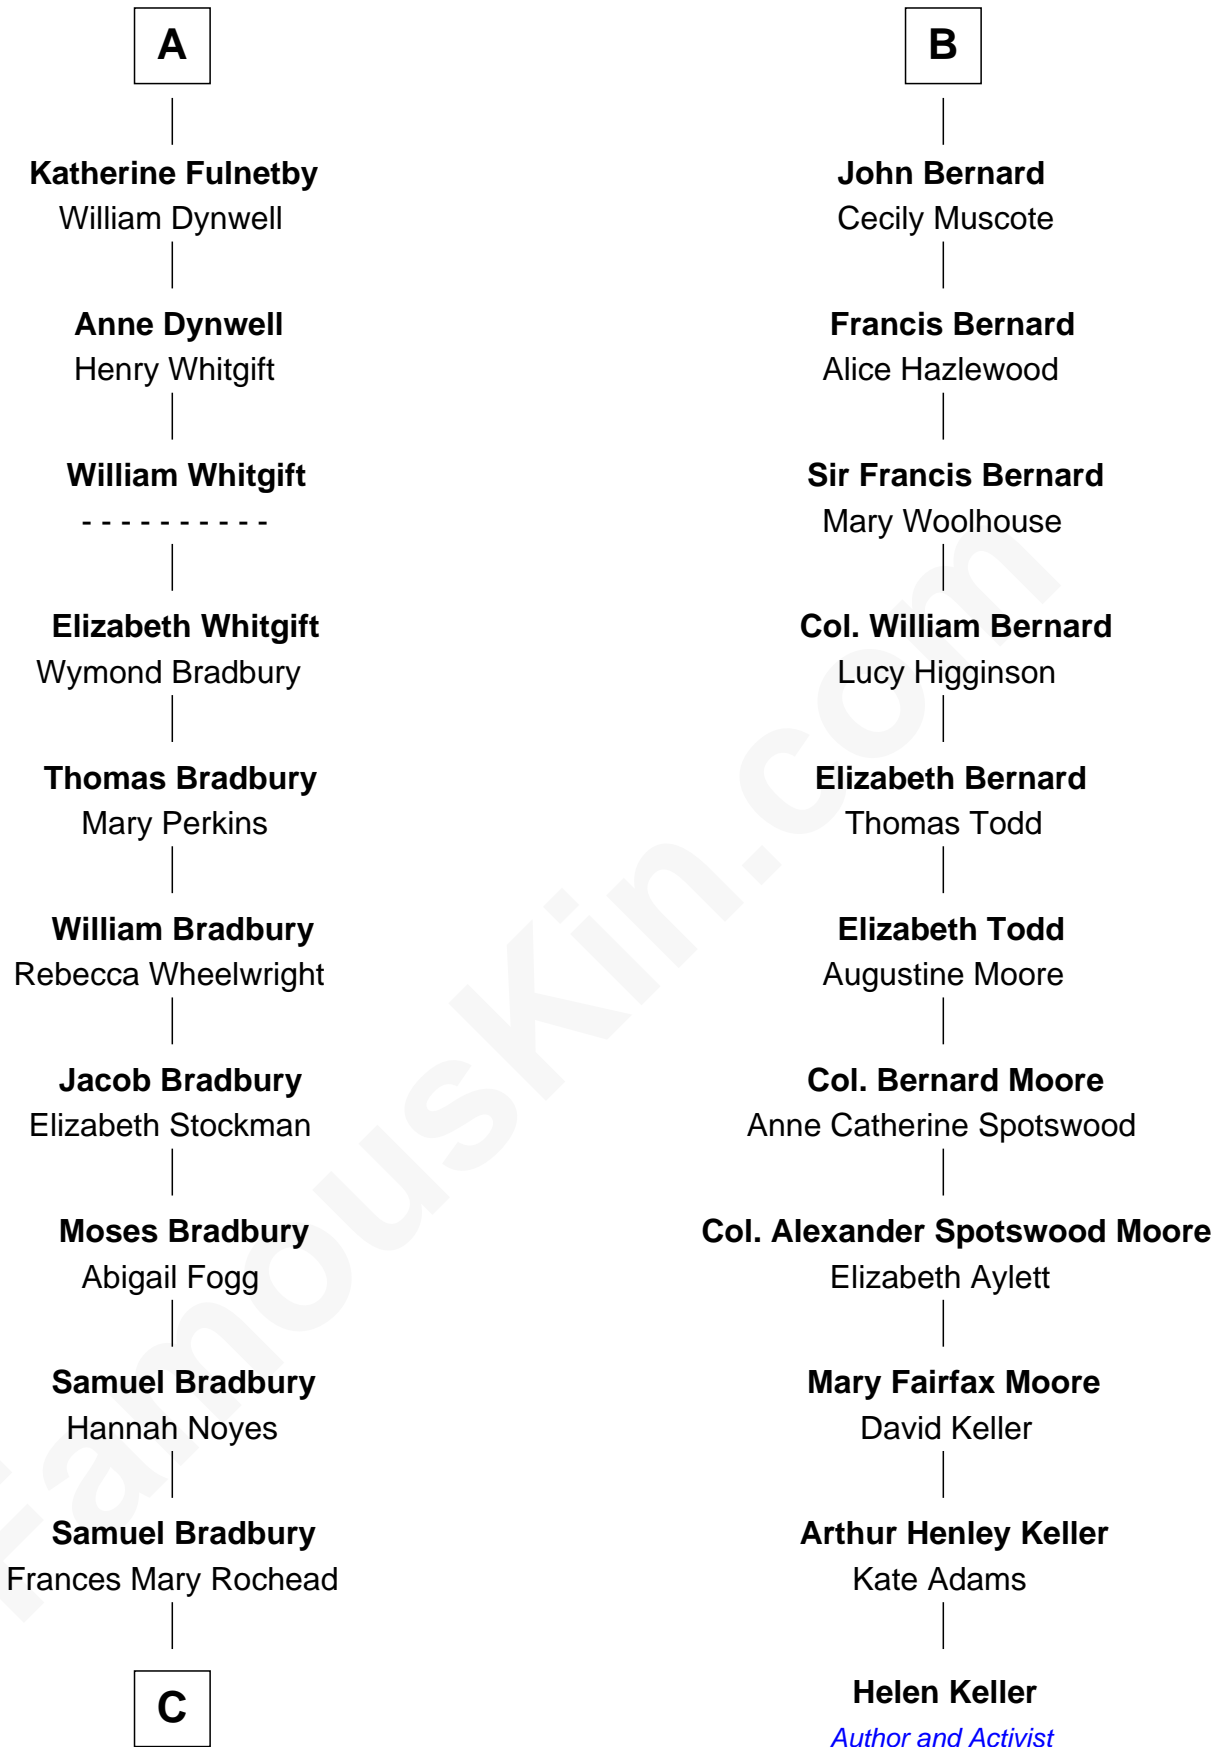 A
Katherine Fulnetby
William Dynwell
Anne Dynwell
Henry Whitgift
William Whitgift
- - - - - - - - - -
Elizabeth Whitgift
Wymond Bradbury
Thomas Bradbury
Mary Perkins
William Bradbury
Rebecca Wheelwright
Jacob Bradbury
Elizabeth Stockman
Moses Bradbury
Abigail Fogg
Samuel Bradbury
Hannah Noyes
Samuel Bradbury
Frances Mary Rochead
C
B
John Bernard
Cecily Muscote
Francis Bernard
Alice Hazlewood
Sir Francis Bernard
Mary Woolhouse
Col. William Bernard
Lucy Higginson
Elizabeth Bernard
Thomas Todd
Elizabeth Todd
Augustine Moore
Col. Bernard Moore
Anne Catherine Spotswood
Col. Alexander Spotswood Moore
Elizabeth Aylett
Mary Fairfax Moore
David Keller
Arthur Henley Keller
Kate Adams
Helen Keller
Author and Activist
FamousKin.com